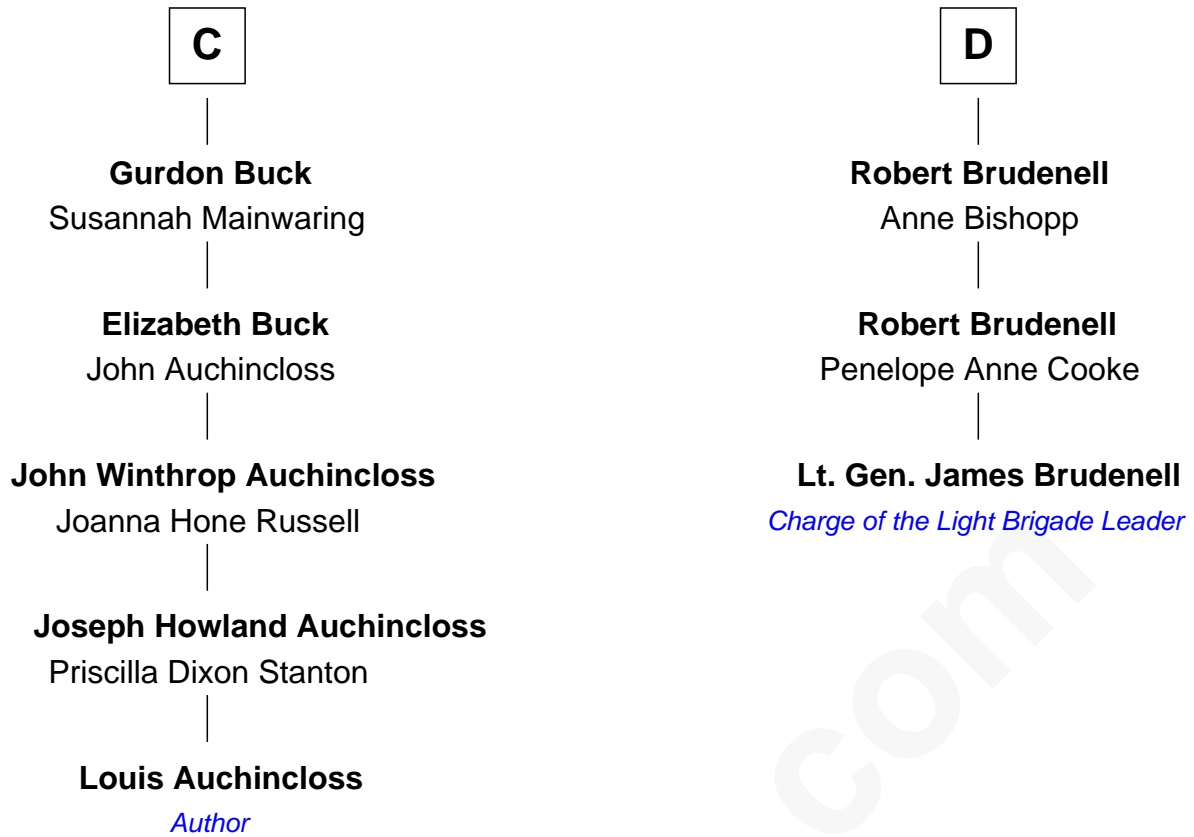 C
Gurdon Buck
Susannah Mainwaring
Elizabeth Buck
John Auchincloss
John Winthrop Auchincloss
Joanna Hone Russell
Joseph Howland Auchincloss
Priscilla Dixon Stanton
Louis Auchincloss
Author
D
Robert Brudenell
Anne Bishopp
Robert Brudenell
Penelope Anne Cooke
Lt. Gen. James Brudenell
Charge of the Light Brigade Leader
com